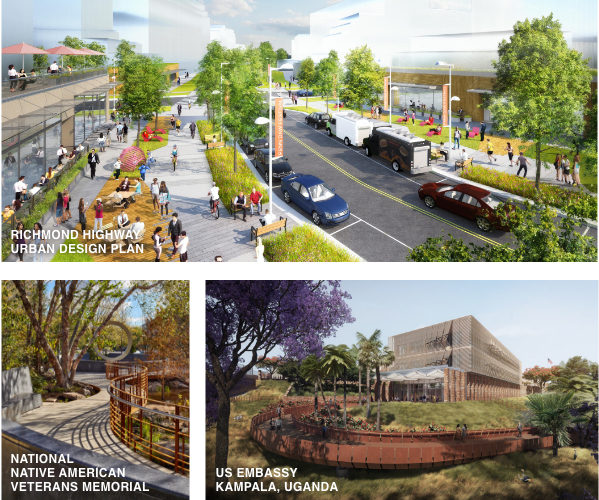 RICHMOND HIGHWAY
URBAN DESIGN PLAN
NATIONAL
NATIVE AMERICAN
VETERANS MEMORIAL
US EMBASSY
KAMPALA, UGANDA